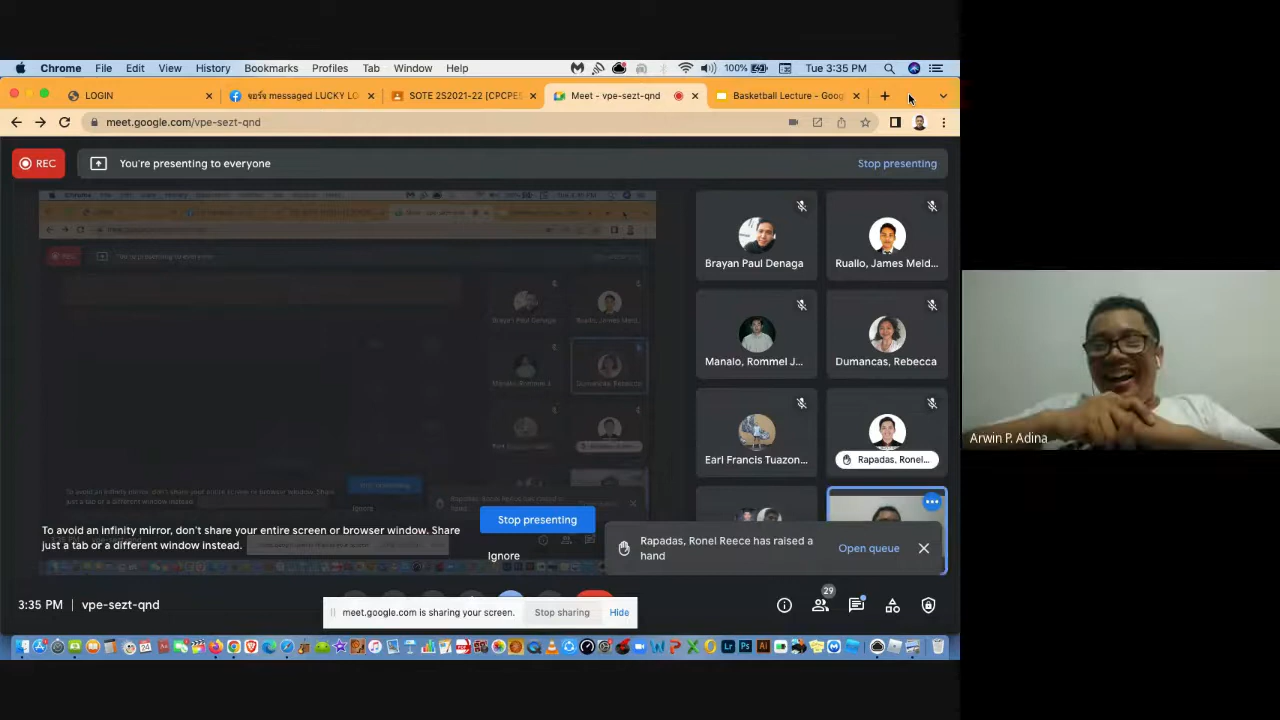 Chrome File Edit View History Bookmarks Profiles Tab Window Help 100% Tue 3:35 PM
LOGIN
จอร์จ messaged LUCKY LO
SOTE 2S2021-22 [CPCPE
Meet - vpe-sezt-qnd
Basketball Lecture - Goog
meet.google.com/vpe-sezt-qnd
REC
You're presenting to everyone
Stop presenting
Brayan Paul Denaga
Ruallo, James Meld...
Manalo, Rommel J...
Dumancas, Rebecca
Earl Francis Tuazon...
Rapadas, Ronel...
To avoid an infinity mirror, don't share your entire screen or browser window. Share
just a tab or a different window instead.
Stop presenting
Ignore
Rapadas, Ronel Reece has raised a
hand
Open queue
3:35 PM | vpe-sezt-qnd
meet.google.com is sharing your screen.
Stop sharing
Hide
29
Arwin P. Adina